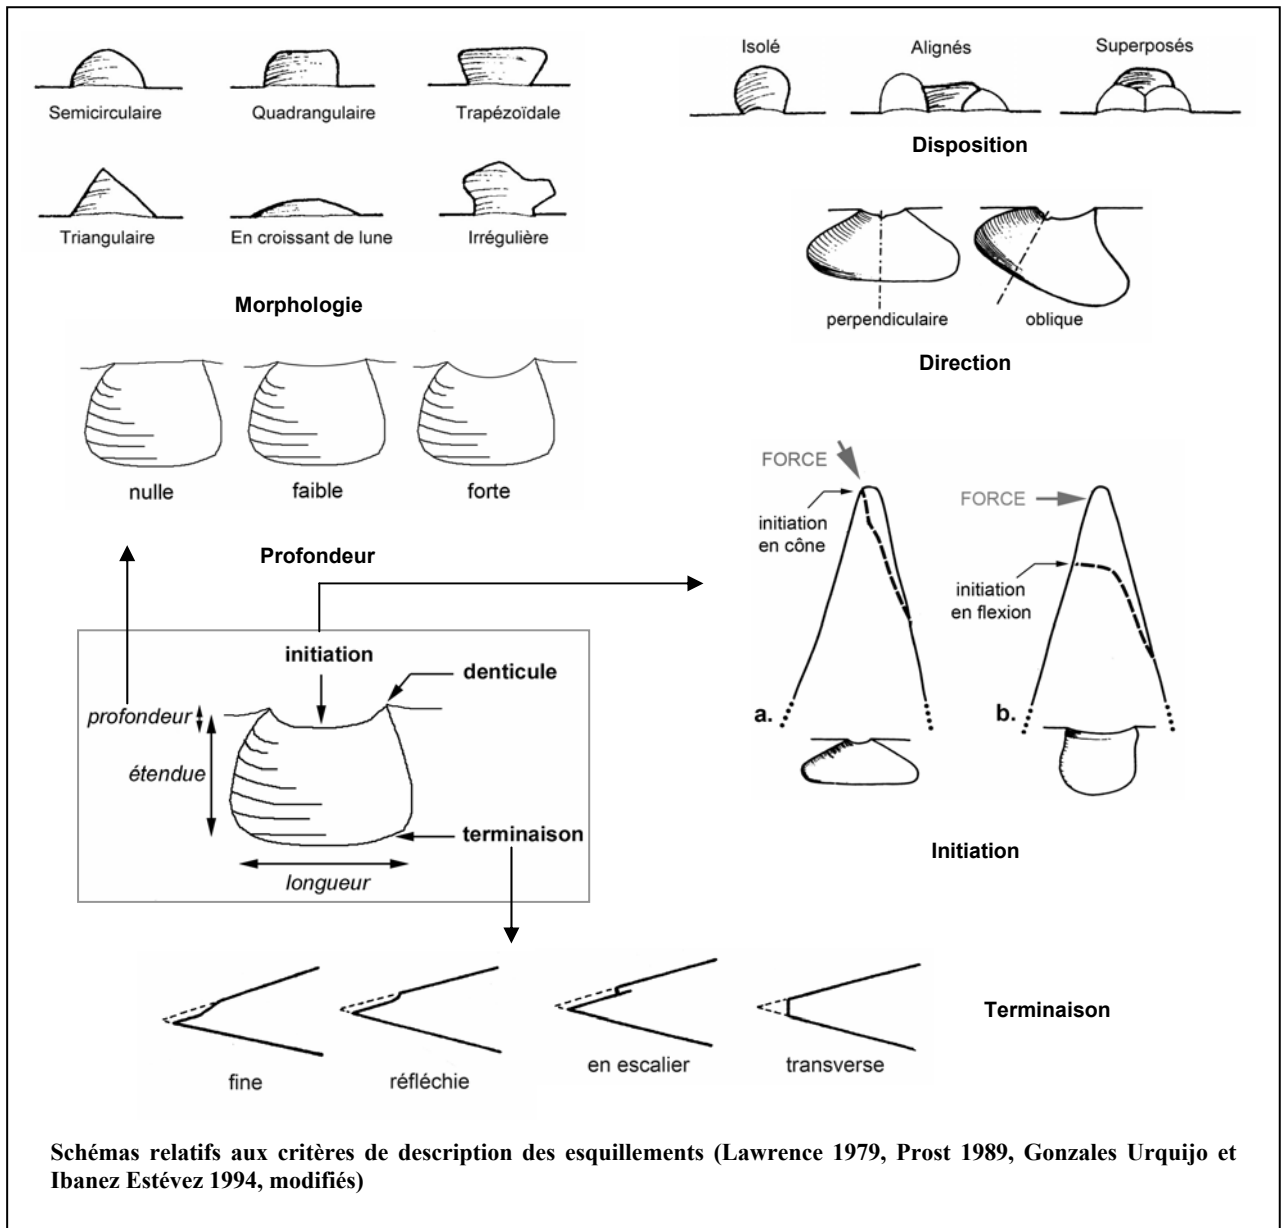 Semicirculaire
Quadrangulaire
Trapézoïdale
Triangulaire
En croissant de lune
Irrégulière
Morphologie
Isolé
Alignés
Superposés
Disposition
perpendiculaire
oblique
Direction
nulle
faible
forte
Profondeur
FORCE
initiation
en cône
a.
FORCE
initiation
en flexion
b.
Initiation
initiation
denticule
profondeur
étendue
terminaison
longueur
fine
réfléchie
en escalier
transverse
Terminaison
Schémas relatifs aux critères de description des esquillements (Lawrence 1979, Prost 1989, Gonzales Urquijo et
Ibanez Estévez 1994, modifiés)